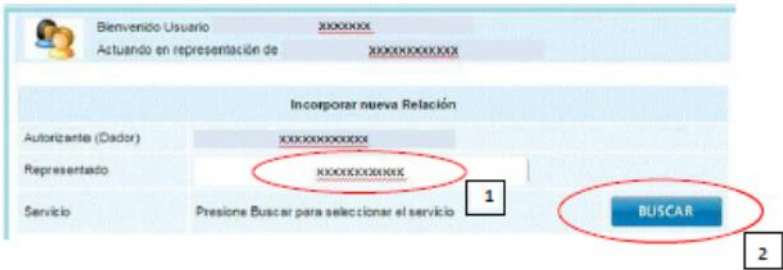 Bienvenido Usuario xxxxxxx
Actuando en representación de xxxxxxxxxxxx
Incorporar nueva Relación
Autorizante (Dador) xxxxxxxxxxxx
Representado xxxxxxxxxxxx
1
Servicio Presione Buscar para seleccionar el servicio BUSCAR
2